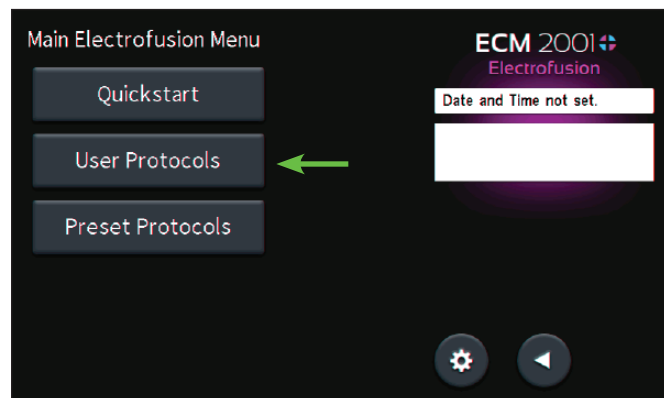 Main Electrofusion Menu
Quickstart
User Protocols
Preset Protocols
ECM 2001
Electrofusion
Date and Time not set.